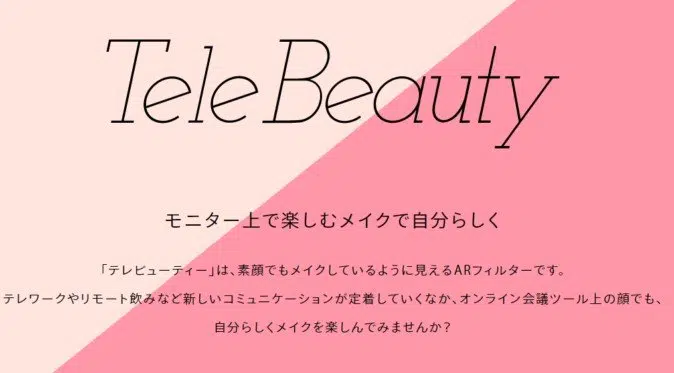 TeleBeauty
モニター上で楽しむメイクで自分らしく
「テレビューティー」は、素顔でもメイクしているように見えるARフィルターです。
テレワークやリモート飲みなど新しいコミュニケーションが定着していくなか、オンライン会議ツール上の顔でも、
自分らしくメイクを楽しんでみませんか？